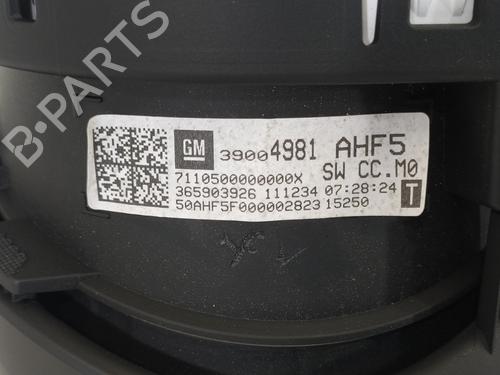 B-PARTS
GM 39004981 AHF5
7110500000000X SW CC.M0
365903926 111234 07:28:24
50AHF5F000002823 15250 T